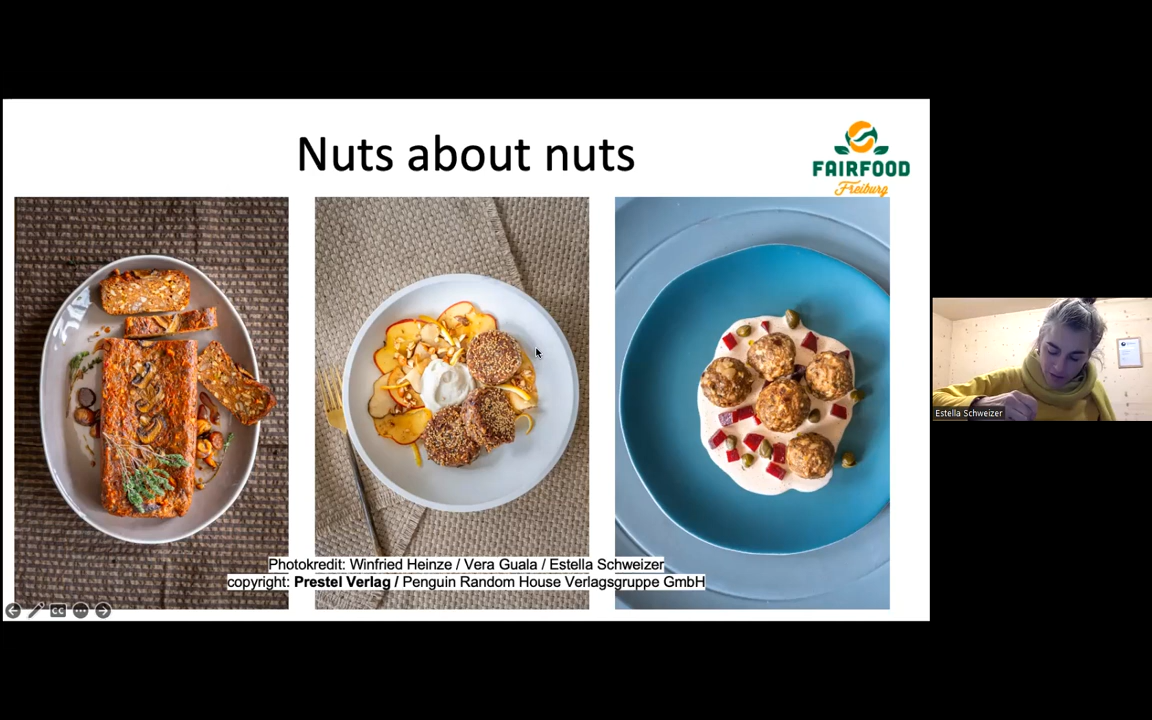 Nuts about nuts
FAIRFOOD
Freiburg
Photokredit: Winfried Heinze / Vera Guala / Estella Schweizer
copyright: Prestel Verlag / Penguin Random House Verlagsgruppe GmbH
CC
Estella Schweizer